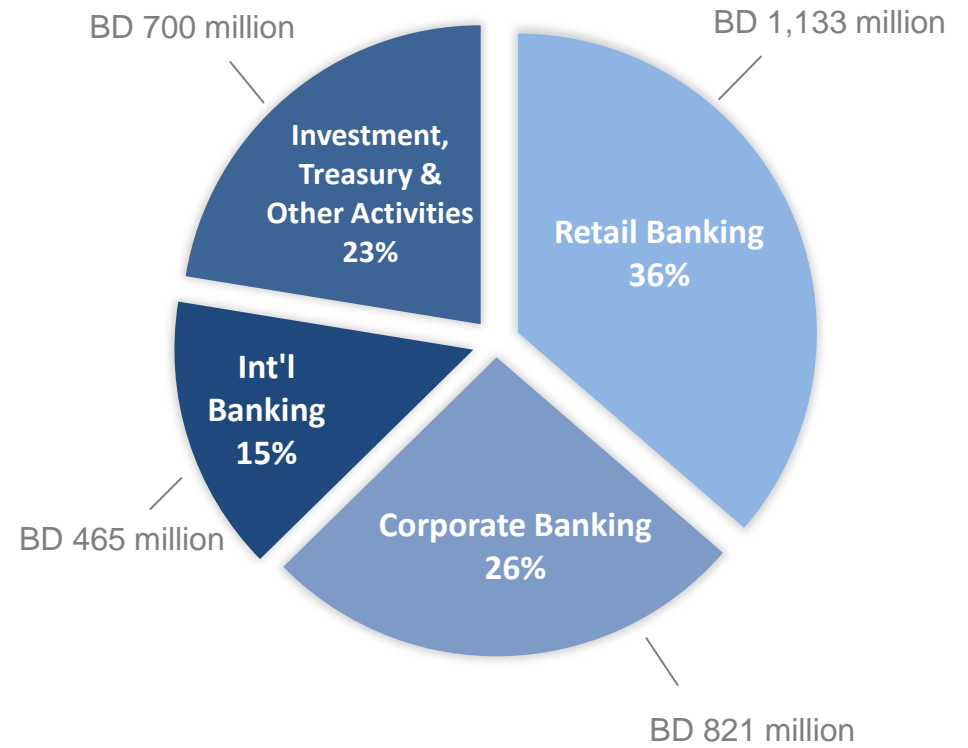 BD 700 million
BD 1,133 million
Investment,
Treasury &
Other Activities
23%
Retail Banking
36%
Int'l
Banking
15%
Corporate Banking
26%
BD 465 million
BD 821 million